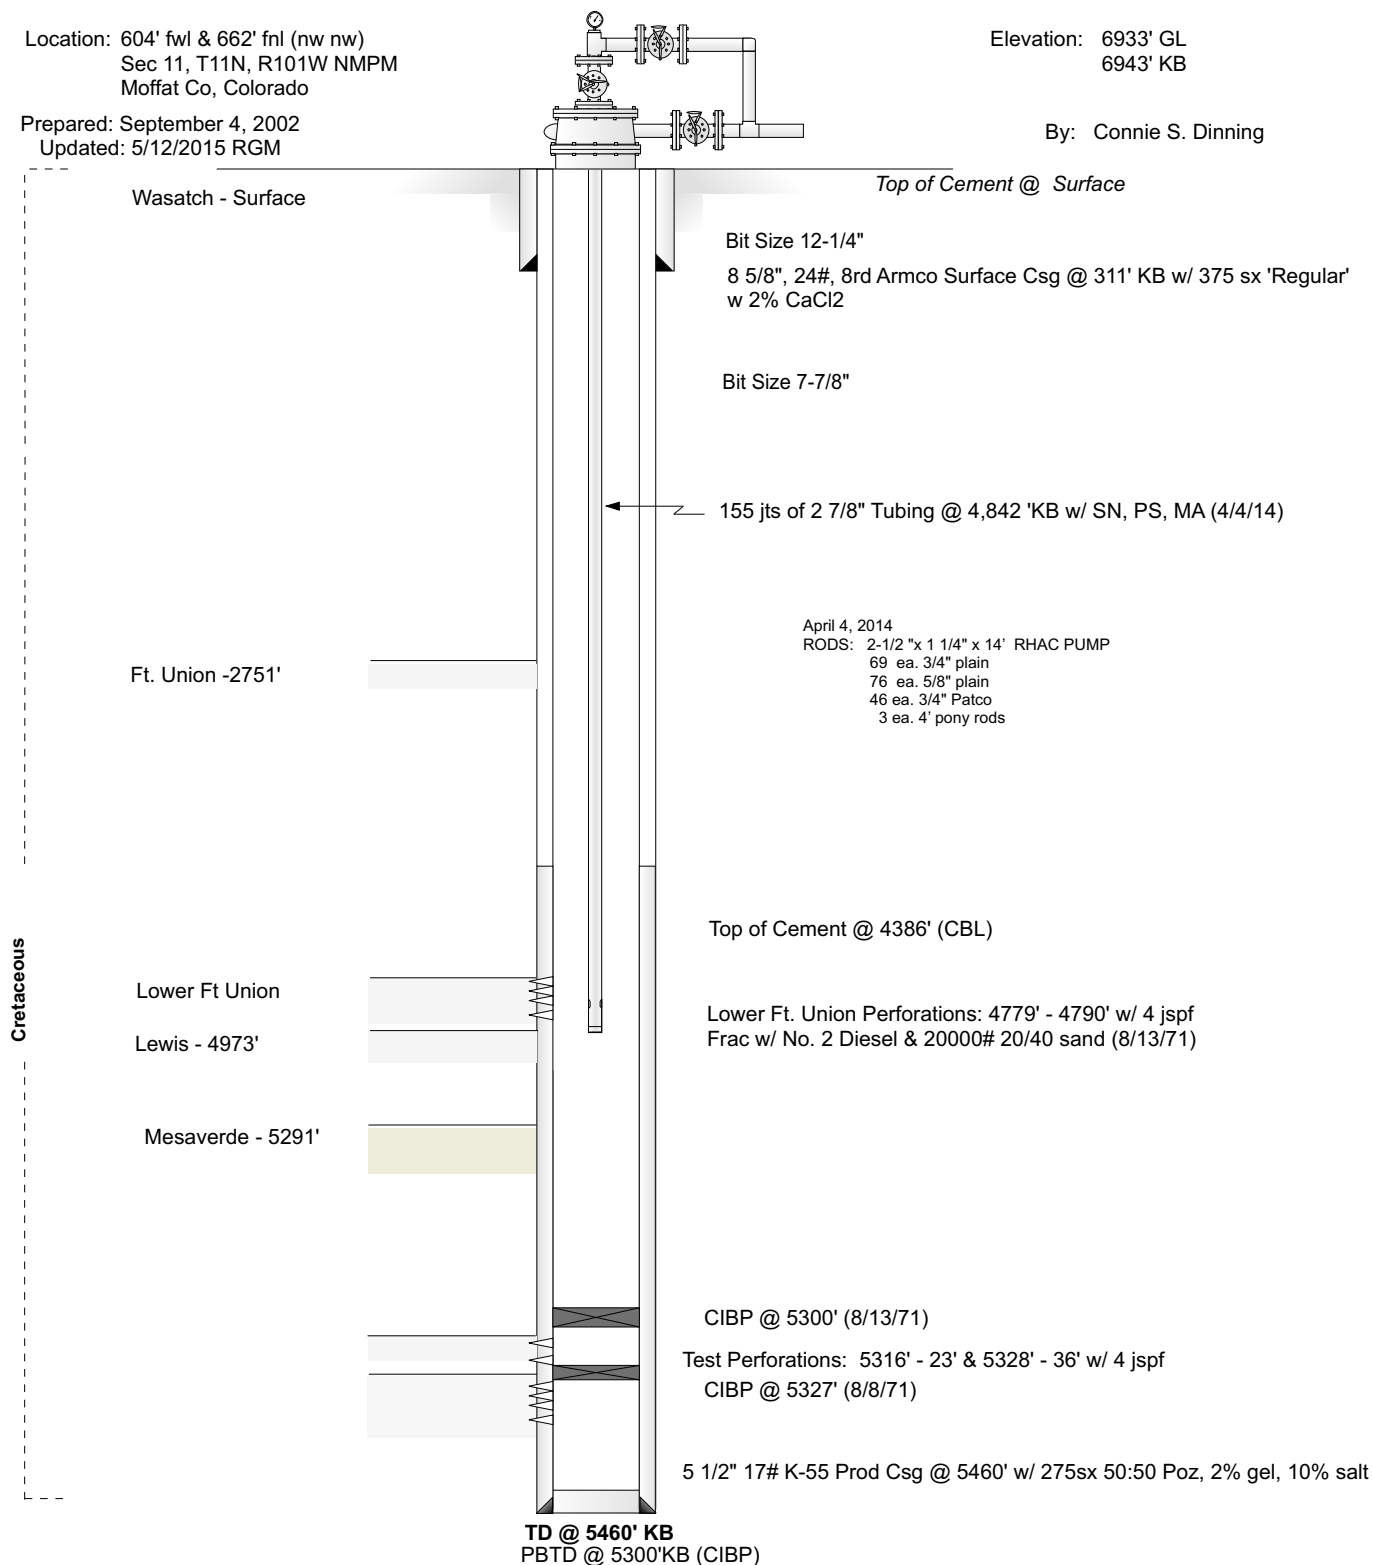 Location: 604' fwl & 662' fnl (nw nw)
Sec 11, T11N, R101W NMPM
Moffat Co, Colorado
Elevation: 6933' GL
6943' KB
Prepared: September 4, 2002
Updated: 5/12/2015 RGM
By: Connie S. Dinning
Wasatch - Surface
Top of Cement @ Surface
Bit Size 12-1/4"
8 5/8", 24#, 8rd Armco Surface Csg @ 311' KB w/ 375 sx 'Regular'
w 2% CaCl2
Bit Size 7-7/8"
155 jts of 2 7/8" Tubing @ 4,842 'KB w/ SN, PS, MA (4/4/14)
April 4, 2014
RODS: 2-1/2 "x 1 1/4" x 14' RHAC PUMP
69 ea. 3/4" plain
76 ea. 5/8" plain
46 ea. 3/4" Patco
3 ea. 4' pony rods
Ft. Union -2751'
Top of Cement @ 4386' (CBL)
Cretaceous
Lower Ft Union
Lower Ft. Union Perforations: 4779' - 4790' w/ 4 jspf
Frac w/ No. 2 Diesel & 20000# 20/40 sand (8/13/71)
Lewis - 4973'
Mesaverde - 5291'
CIBP @ 5300' (8/13/71)
Test Perforations: 5316' - 23' & 5328' - 36' w/ 4 jspf
CIBP @ 5327' (8/8/71)
5 1/2" 17# K-55 Prod Csg @ 5460' w/ 275sx 50:50 Poz, 2% gel, 10% salt
TD @ 5460' KB
PBTD @ 5300'KB (CIBP)